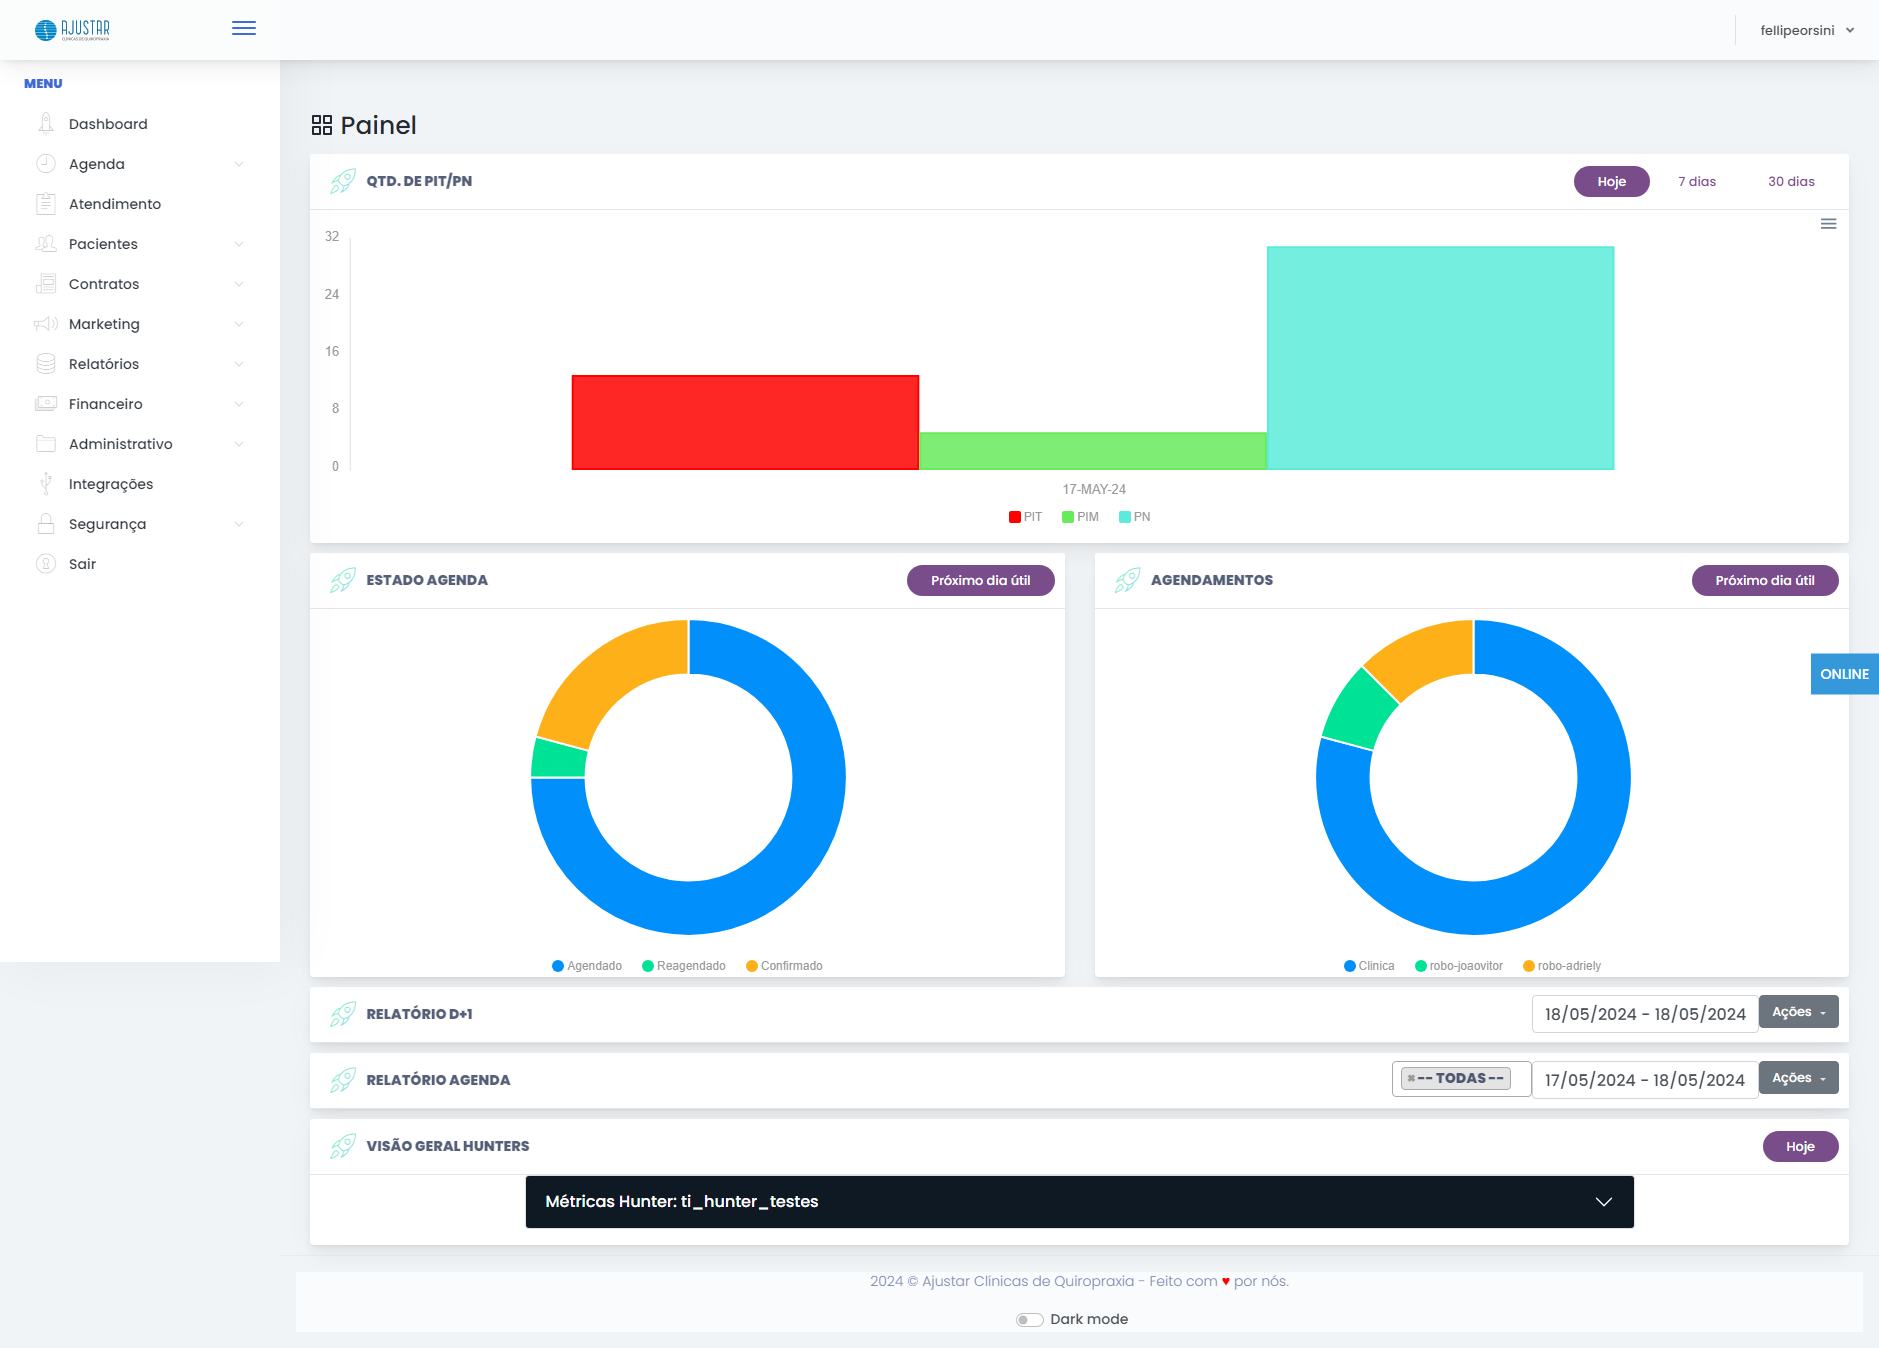 AJUSTAR
CLÍNICAS DE QUIROPRAXIA
fellipeorsini
MENU
Dashboard
Agenda
Atendimento
Pacientes
Contratos
Marketing
Relatórios
Financeiro
Administrativo
Integrações
Segurança
Sair
Painel
QTD. DE PIT/PN
Hoje 7 dias 30 dias
32
24
16
8
0
17-MAY-24
PIT PIM PN
ESTADO AGENDA
Próximo dia útil
Agendado Reagendado Confirmado
AGENDAMENTOS
Próximo dia útil
Clinica robo-joaovitor robo-adriely
ONLINE
RELATÓRIO D+1
18/05/2024 - 18/05/2024 Ações
RELATÓRIO AGENDA
×-- TODAS -- 17/05/2024 - 18/05/2024 Ações
VISÃO GERAL HUNTERS
Hoje
Métricas Hunter: ti_hunter_testes
2024 © Ajustar Clínicas de Quiropraxia - Feito com ♥ por nós.
Dark mode